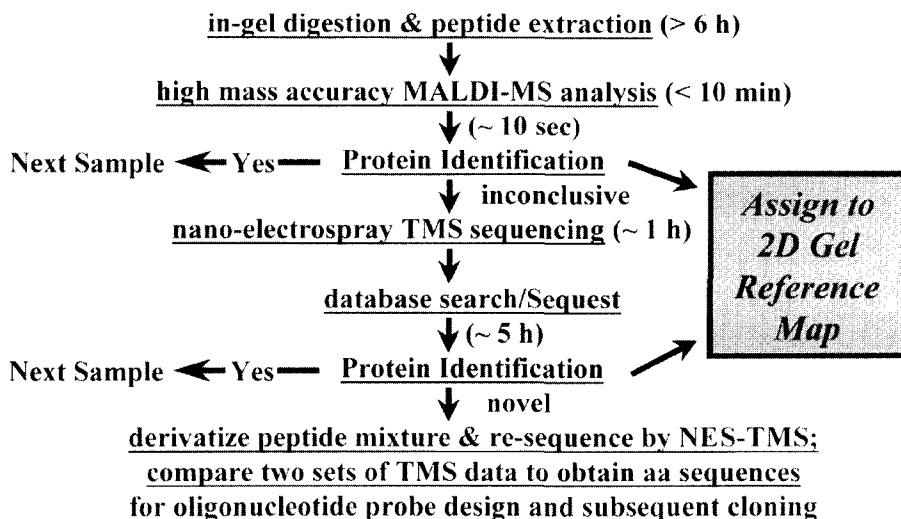 in-gel digestion & peptide extraction (> 6 h)
high mass accuracy MALDI-MS analysis (< 10 min)
(~ 10 sec)
Next Sample
Yes
Protein Identification
inconclusive
nano-electrospray TMS sequencing (~ 1 h)
database search/Sequest
(~ 5 h)
Next Sample
Yes
Protein Identification
novel
Assign to
2D Gel
Reference
Map
derivatize peptide mixture & re-sequence by NES-TMS;
compare two sets of TMS data to obtain aa sequences
for oligonucleotide probe design and subsequent cloning